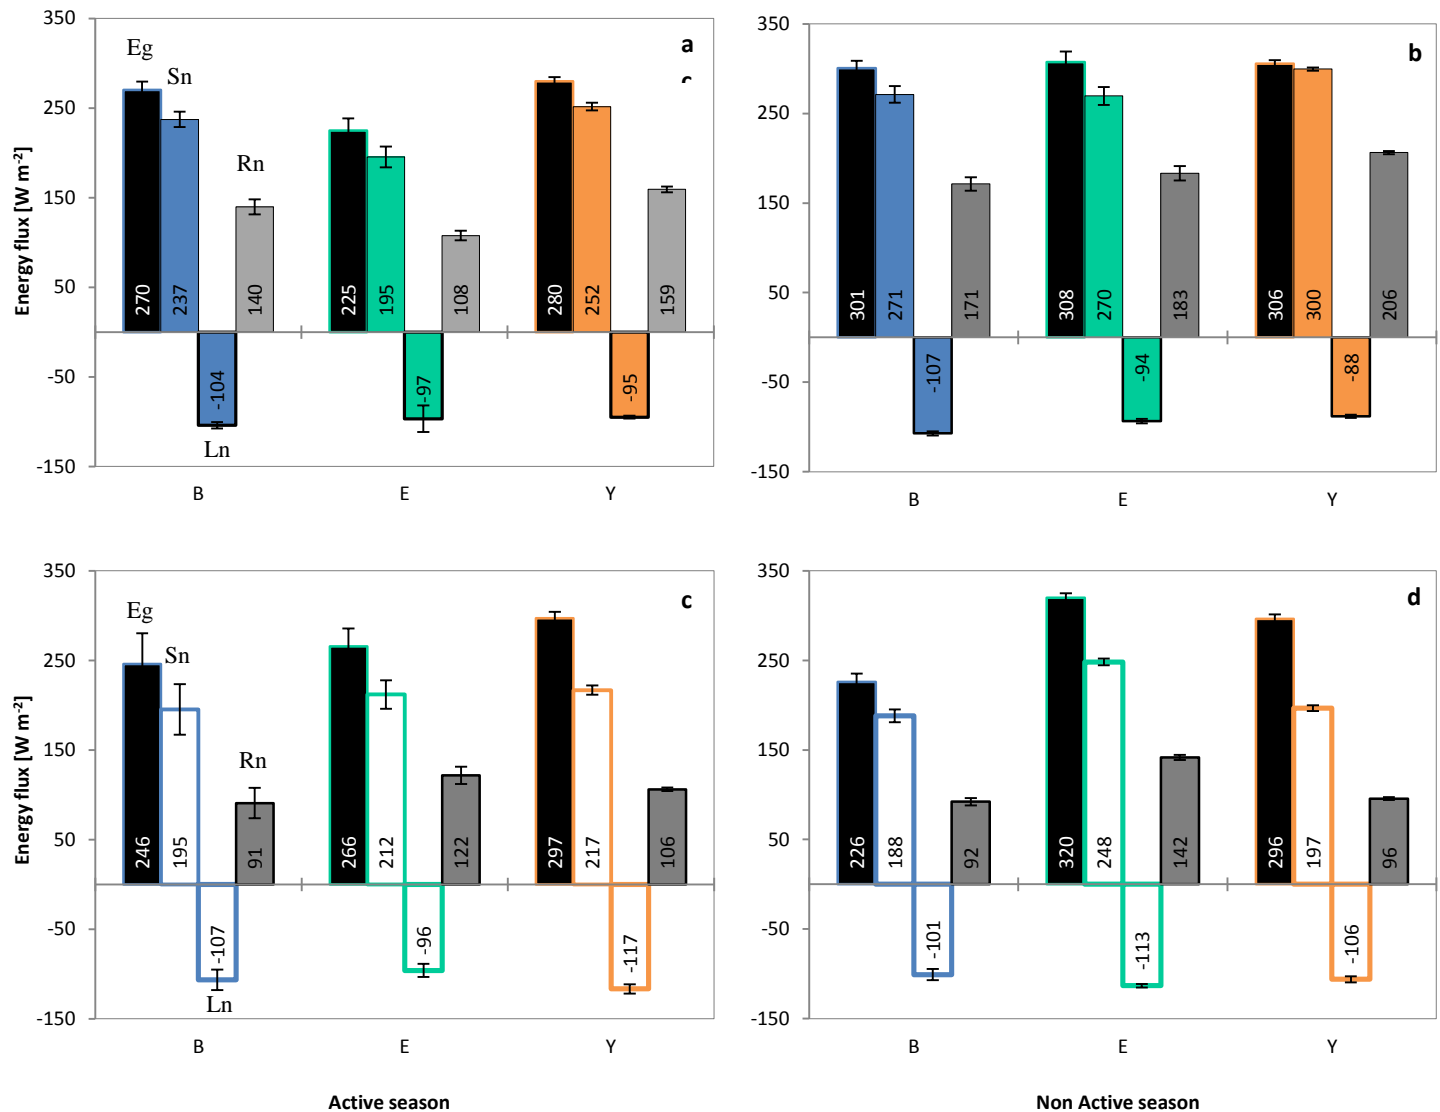 350
250
150
50
-50
-150
Energy flux [W m-2]
Eg
Sn
Rn
Ln
a
c
270
237
-104
140
225
195
-97
108
280
252
-95
159
B
E
Y
350
250
150
50
-50
-150
b
301
271
-107
171
308
270
-94
183
306
300
-88
206
B
E
Y
350
250
150
50
-50
-150
Energy flux [W m-2]
Eg
Sn
Rn
Ln
c
246
195
-107
91
266
212
-96
122
297
217
-117
106
B
E
Y
Active season
350
250
150
50
-50
-150
d
226
188
-101
92
320
248
-113
142
296
197
-106
96
B
E
Y
Non Active season